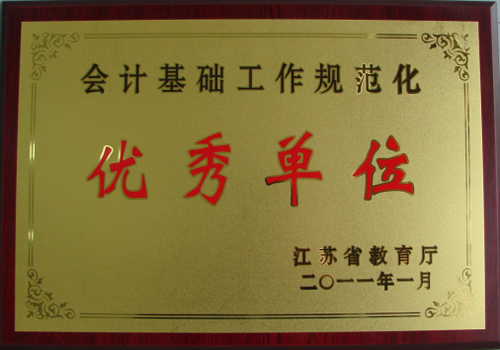 会计基础工作规范化
优秀单位
江苏省教育厅
二〇一一年一月